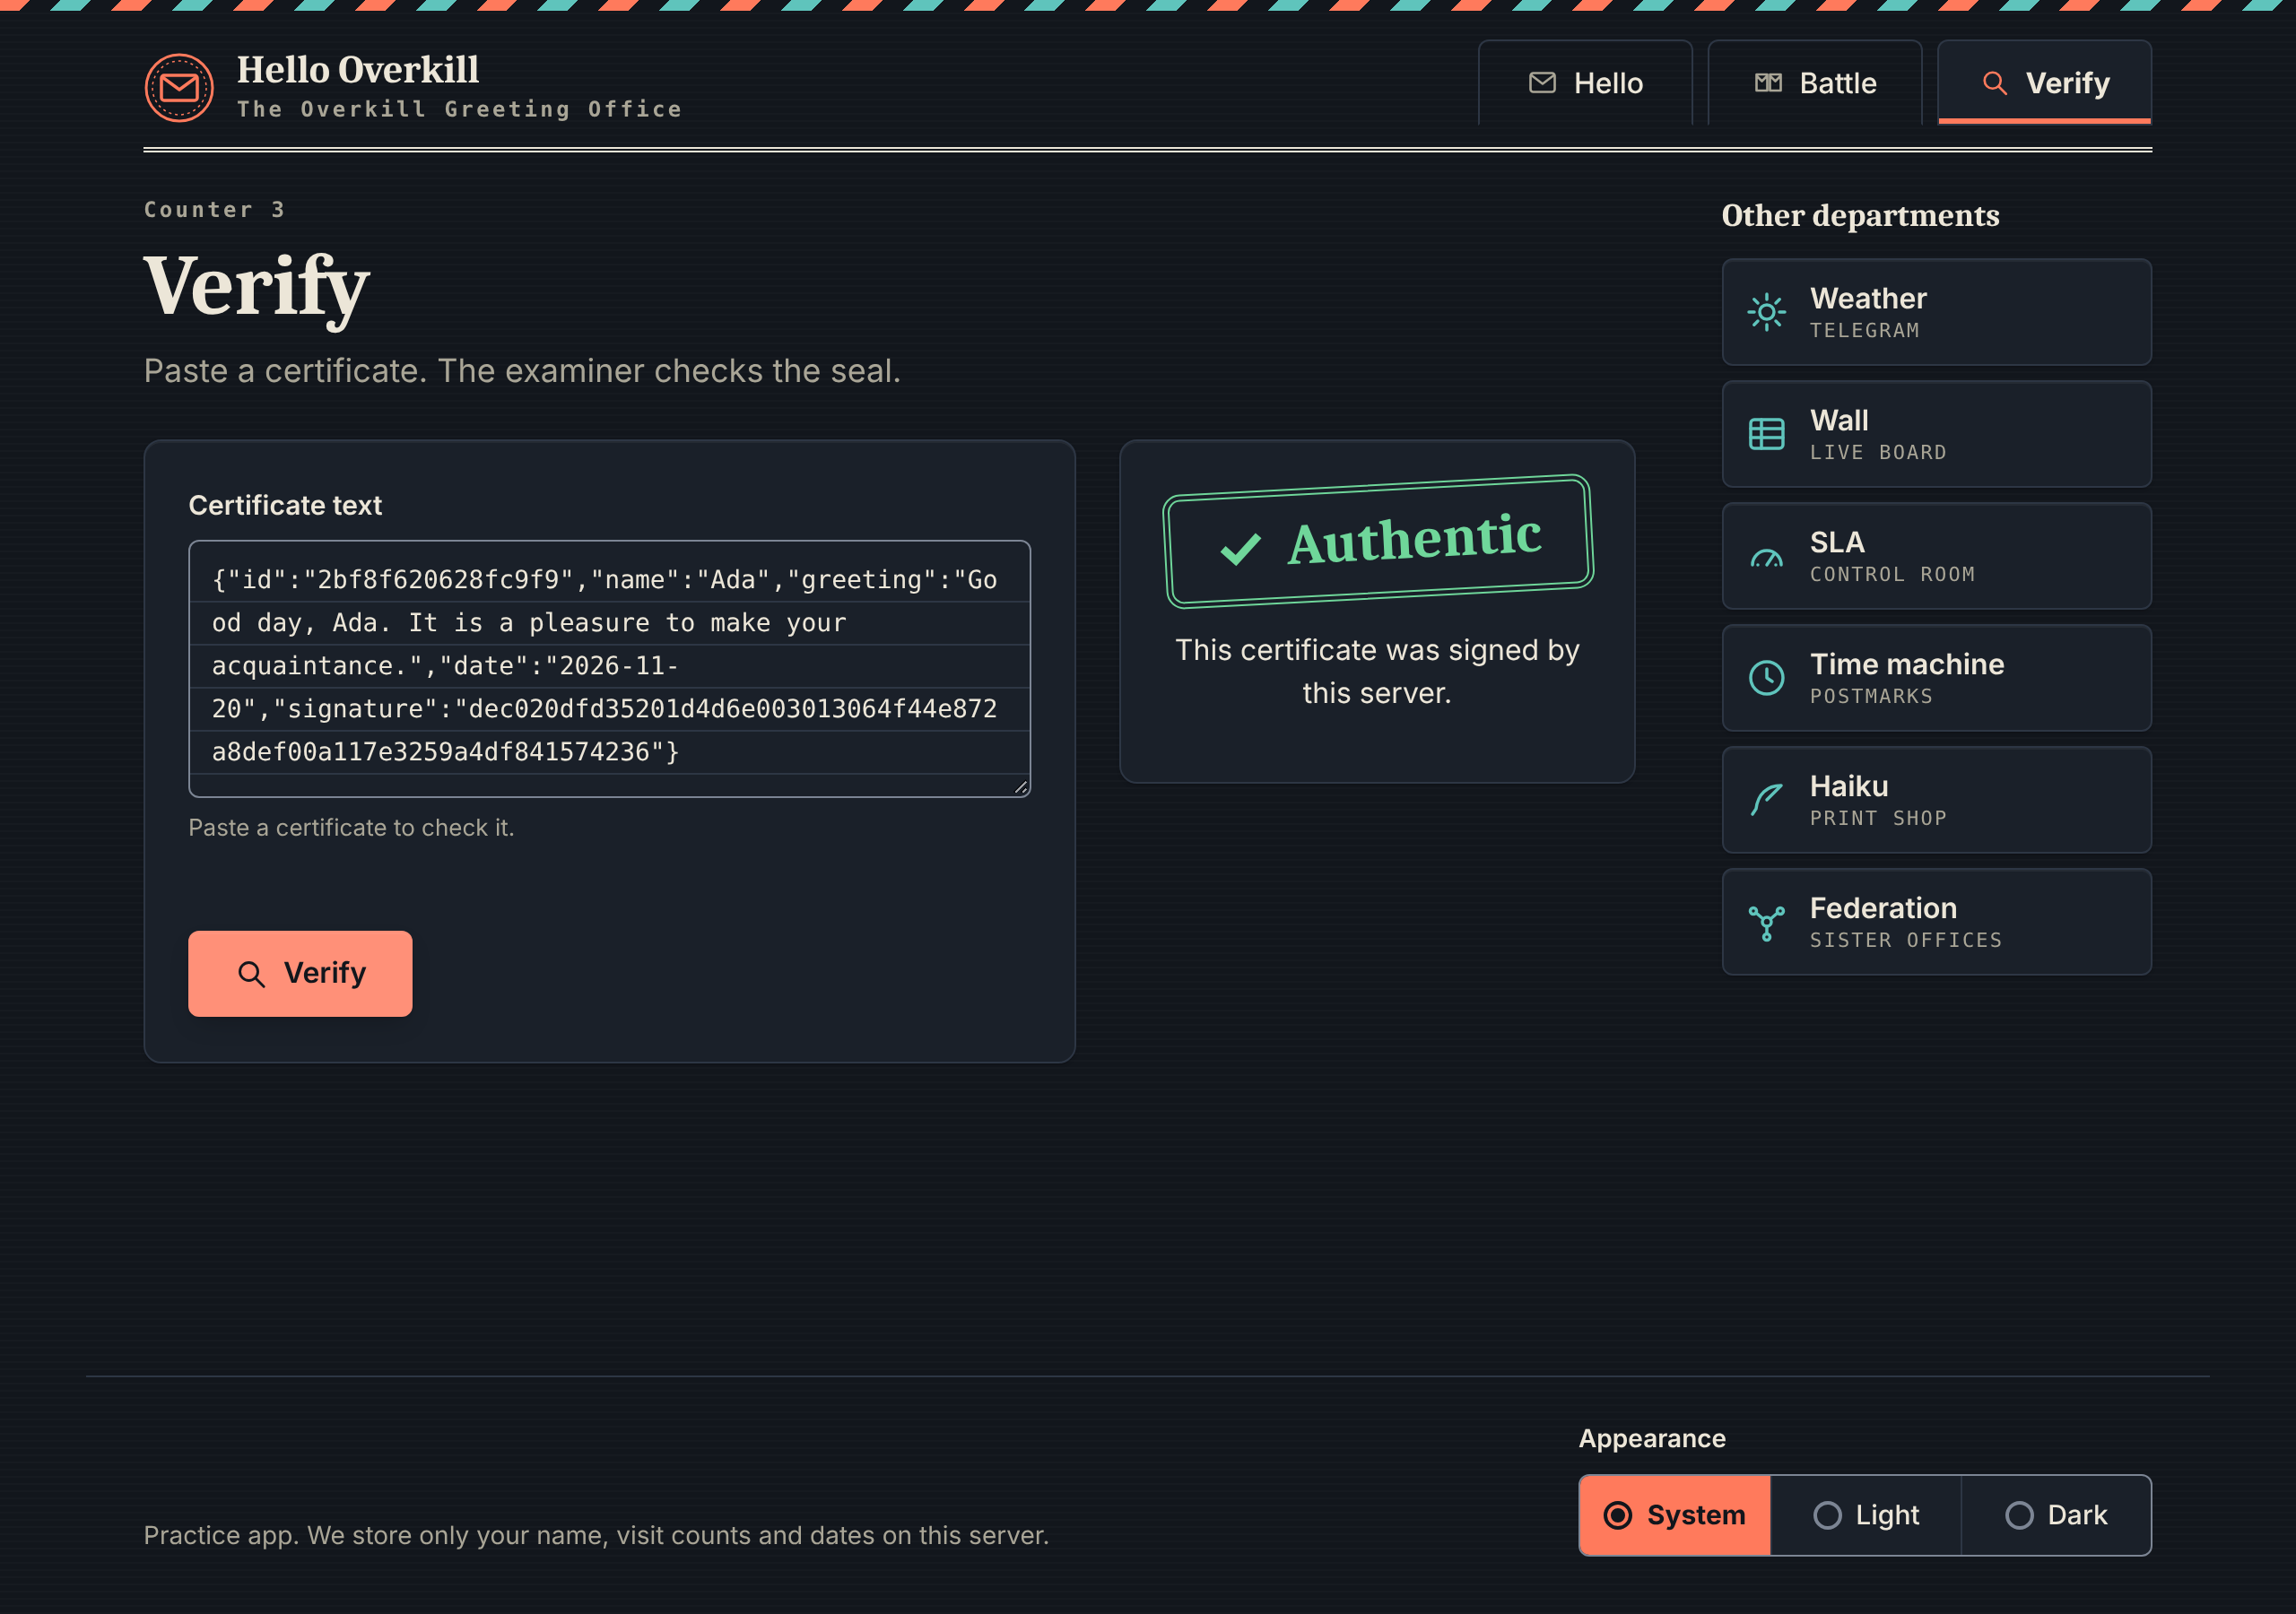 Hello Overkill
The Overkill Greeting Office
Hello
Battle
Verify
Counter 3
Verify
Paste a certificate. The examiner checks the seal.
Certificate text
{"id":"2bf8f620628fc9f9","name":"Ada","greeting":"Go
od day, Ada. It is a pleasure to make your
acquaintance.","date":"2026-11-
20","signature":"dec020dfd35201d4d6e003013064f44e872
a8def00a117e3259a4df841574236"}
Paste a certificate to check it.
Verify
Authentic
This certificate was signed by
this server.
Other departments
Weather
TELEGRAM
Wall
LIVE BOARD
SLA
CONTROL ROOM
Time machine
POSTMARKS
Haiku
PRINT SHOP
Federation
SISTER OFFICES
Practice app. We store only your name, visit counts and dates on this server.
Appearance
System
Light
Dark